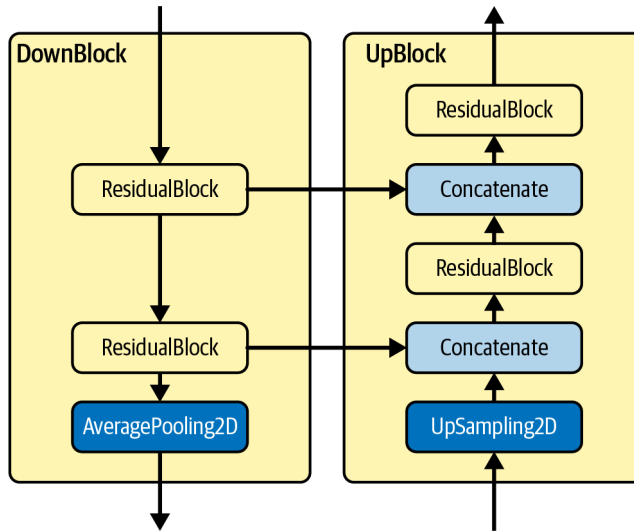 DownBlock
ResidualBlock
ResidualBlock
AveragePooling2D
UpBlock
ResidualBlock
Concatenate
ResidualBlock
Concatenate
UpSampling2D